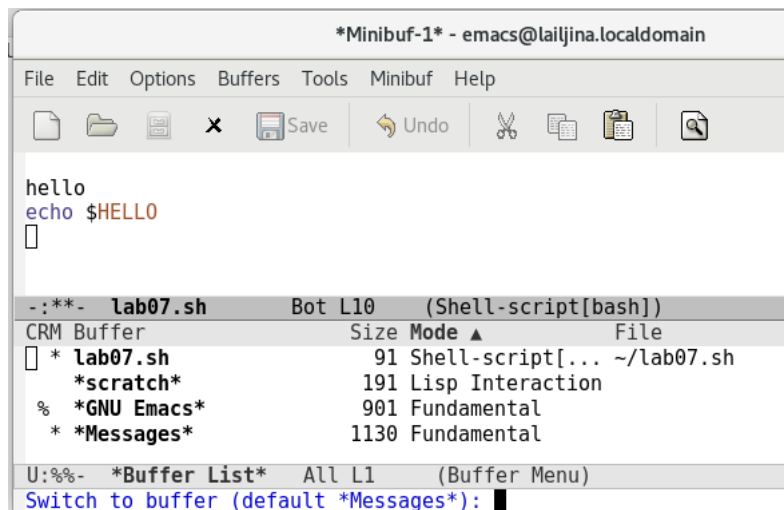 *Minibuf-1* - emacs@lailjina.localdomain
File Edit Options Buffers Tools Minibuf Help
Save Undo
hello
echo $HELLO
-:**- lab07.sh Bot L10 (Shell-script[bash])
CRM Buffer Size Mode ▲ File
* lab07.sh 91 Shell-script[... ~/lab07.sh
*scratch* 191 Lisp Interaction
% *GNU Emacs* 901 Fundamental
* *Messages* 1130 Fundamental
U:%%- *Buffer List* All L1 (Buffer Menu)
Switch to buffer (default *Messages*):